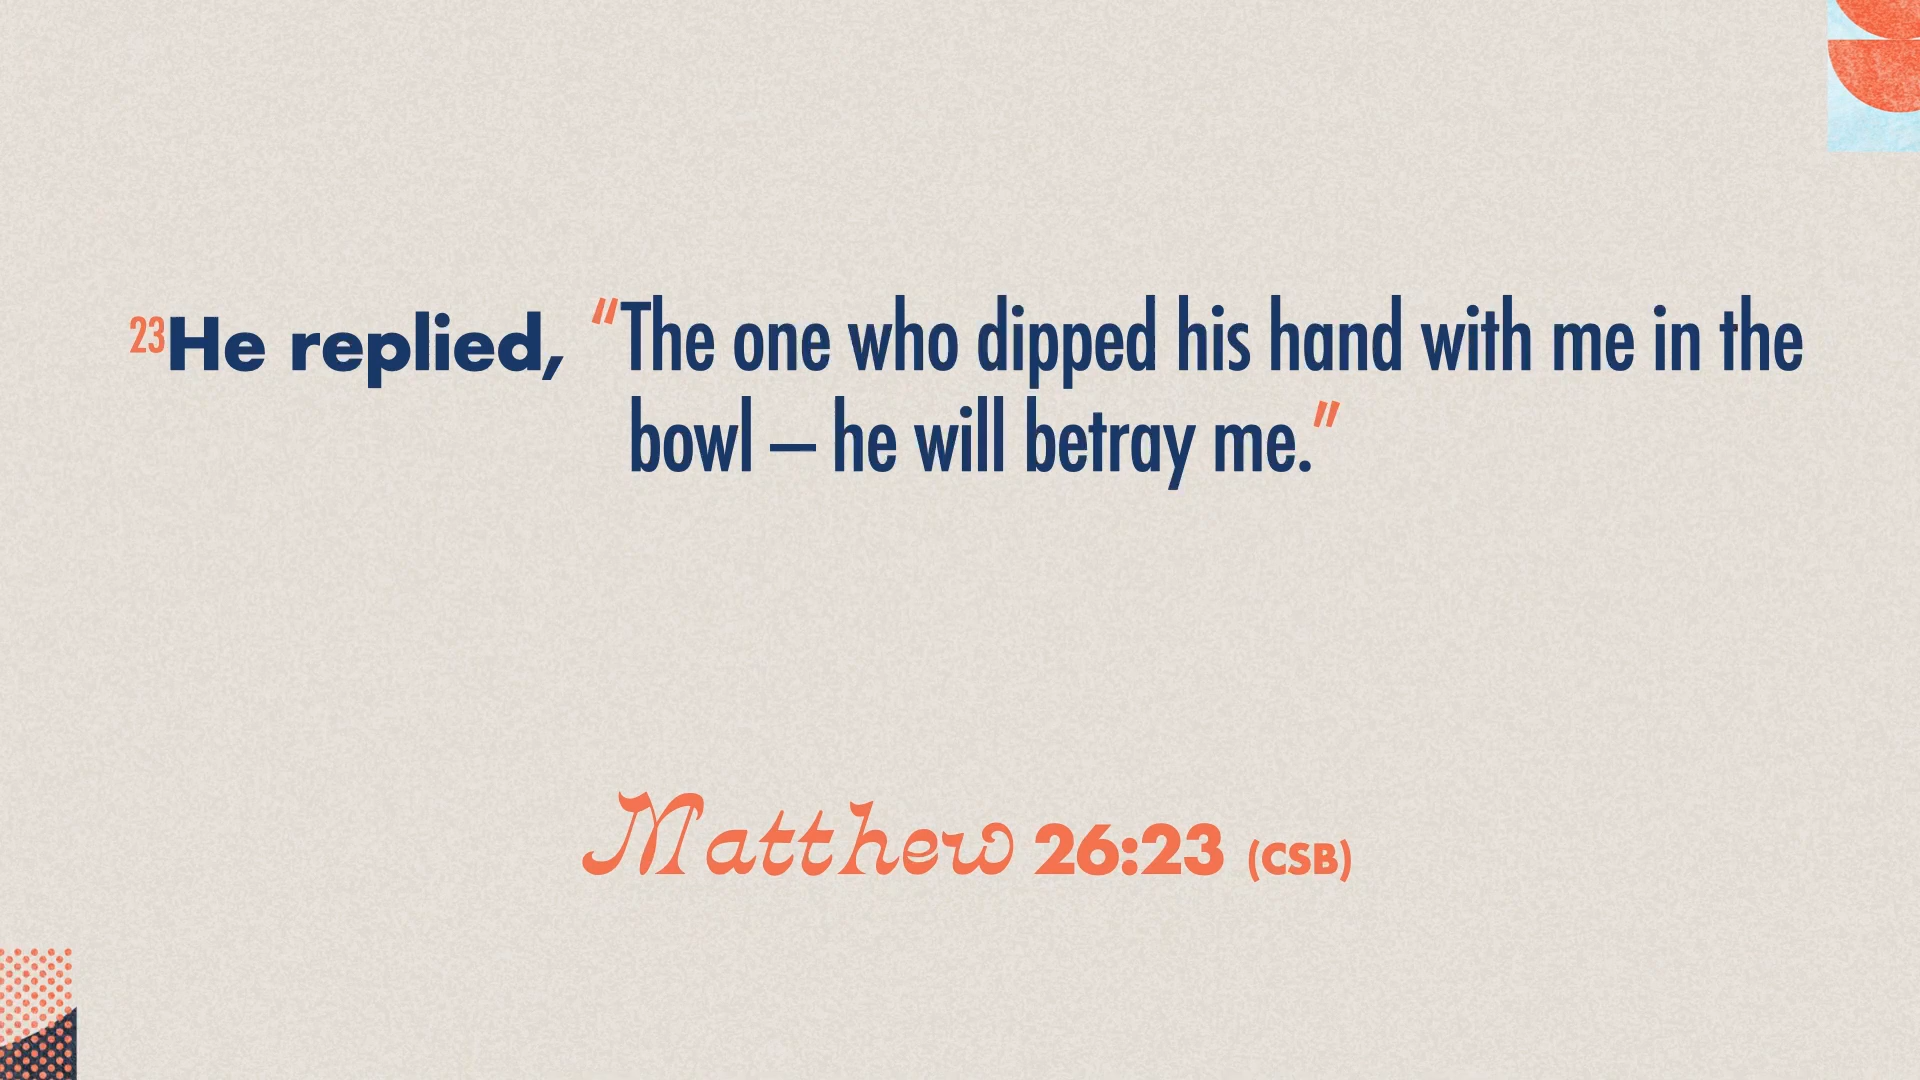 23He replied, "The one who dipped his hand with me in the
bowl – he will betray me."
Matthew 26:23 (CSB)